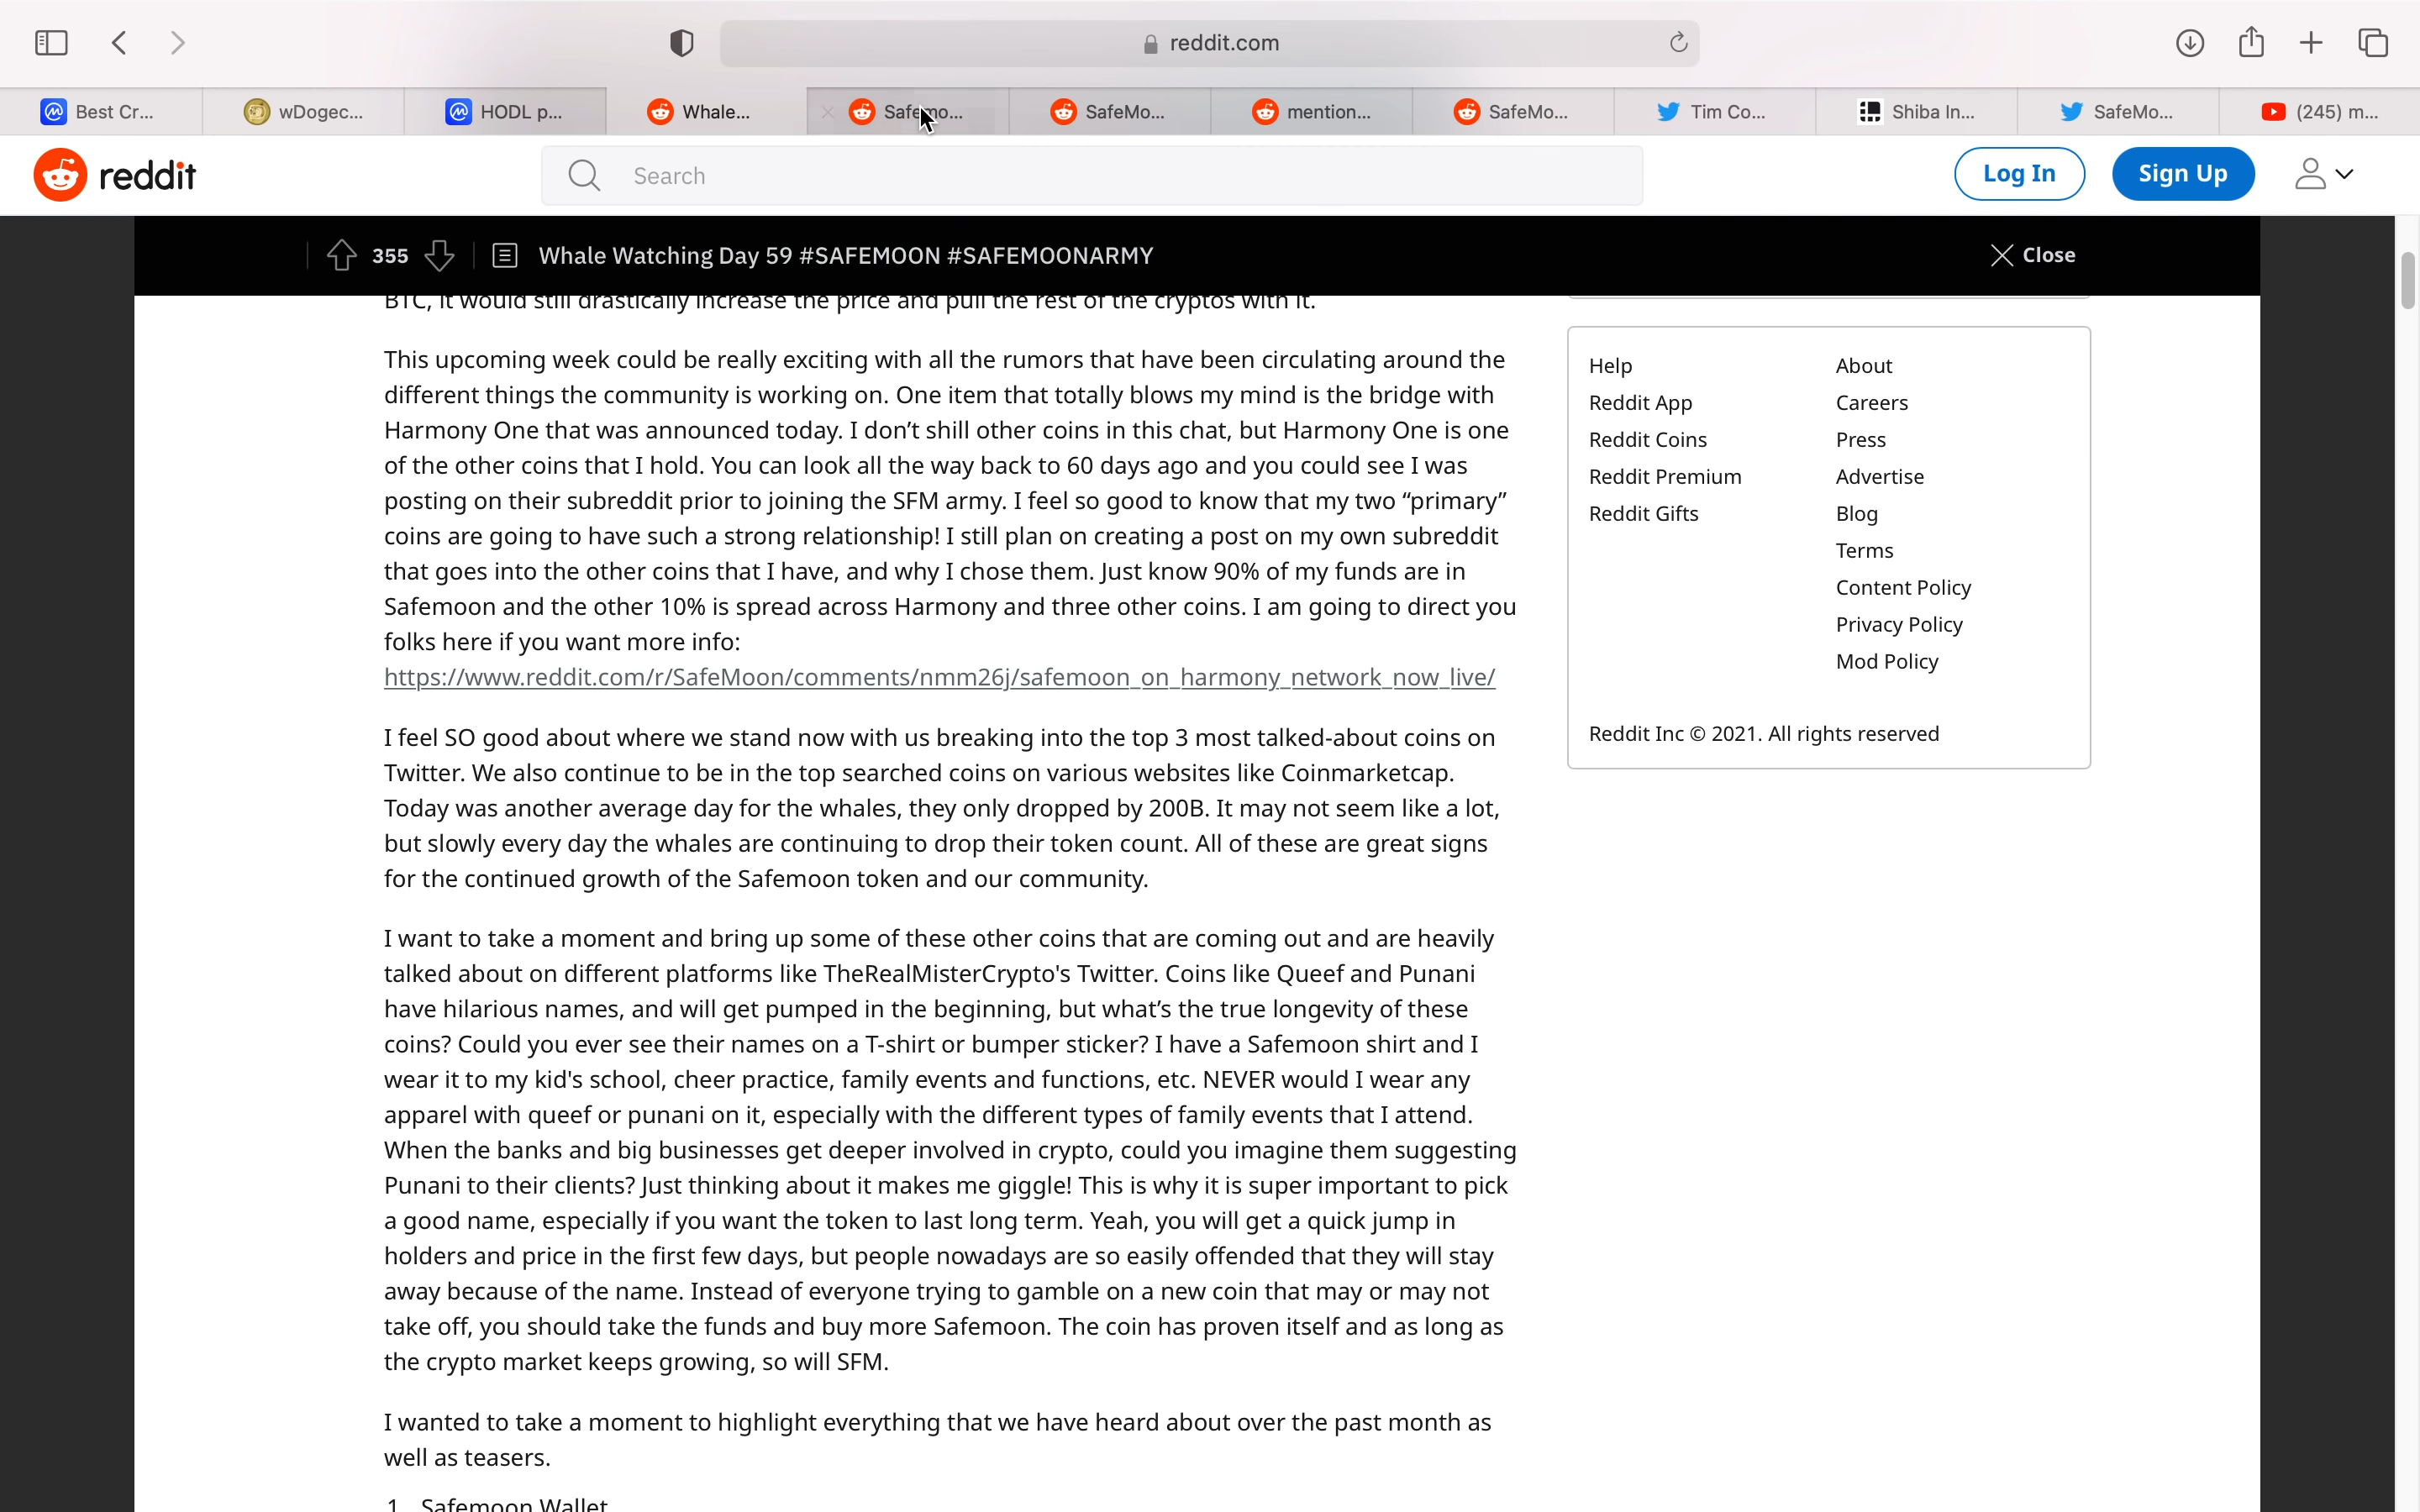 reddit.com
Best Cr...
wDogec...
HODL p...
Whale...
Safemo...
SafeMo...
mention...
SafeMo...
Tim Co...
Shiba In...
SafeMo...
(245) m...
reddit
Search
Log In
Sign Up
355
Whale Watching Day 59 #SAFEMOON #SAFEMOONARMY
Close
BTC, it would still drastically increase the price and pull the rest of the cryptos with it.
This upcoming week could be really exciting with all the rumors that have been circulating around the
different things the community is working on. One item that totally blows my mind is the bridge with
Harmony One that was announced today. I don’t shill other coins in this chat, but Harmony One is one
of the other coins that I hold. You can look all the way back to 60 days ago and you could see I was
posting on their subreddit prior to joining the SFM army. I feel so good to know that my two “primary”
coins are going to have such a strong relationship! I still plan on creating a post on my own subreddit
that goes into the other coins that I have, and why I chose them. Just know 90% of my funds are in
Safemoon and the other 10% is spread across Harmony and three other coins. I am going to direct you
folks here if you want more info:
https://www.reddit.com/r/SafeMoon/comments/nmm26j/safemoon_on_harmony_network_now_live/
I feel SO good about where we stand now with us breaking into the top 3 most talked-about coins on
Twitter. We also continue to be in the top searched coins on various websites like Coinmarketcap.
Today was another average day for the whales, they only dropped by 200B. It may not seem like a lot,
but slowly every day the whales are continuing to drop their token count. All of these are great signs
for the continued growth of the Safemoon token and our community.
I want to take a moment and bring up some of these other coins that are coming out and are heavily
talked about on different platforms like TheRealMisterCrypto's Twitter. Coins like Queef and Punani
have hilarious names, and will get pumped in the beginning, but what’s the true longevity of these
coins? Could you ever see their names on a T-shirt or bumper sticker? I have a Safemoon shirt and I
wear it to my kid's school, cheer practice, family events and functions, etc. NEVER would I wear any
apparel with queef or punani on it, especially with the different types of family events that I attend.
When the banks and big businesses get deeper involved in crypto, could you imagine them suggesting
Punani to their clients? Just thinking about it makes me giggle! This is why it is super important to pick
a good name, especially if you want the token to last long term. Yeah, you will get a quick jump in
holders and price in the first few days, but people nowadays are so easily offended that they will stay
away because of the name. Instead of everyone trying to gamble on a new coin that may or may not
take off, you should take the funds and buy more Safemoon. The coin has proven itself and as long as
the crypto market keeps growing, so will SFM.
I wanted to take a moment to highlight everything that we have heard about over the past month as
well as teasers.
1. Safemoon Wallet
Help
Reddit App
Reddit Coins
Reddit Premium
Reddit Gifts
About
Careers
Press
Advertise
Blog
Terms
Content Policy
Privacy Policy
Mod Policy
Reddit Inc © 2021. All rights reserved